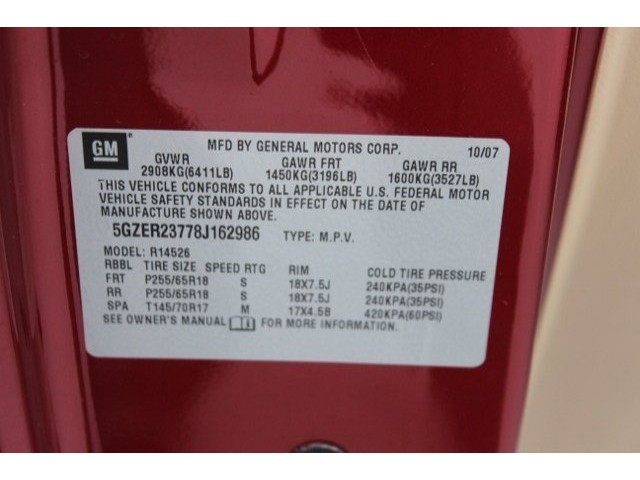 GM
MFD BY GENERAL MOTORS CORP. 10/07
GVWR GAWR FRT GAWR RR
2908KG(6411LB) 1450KG(3196LB) 1600KG(3527LB)
THIS VEHICLE CONFORMS TO ALL APPLICABLE U.S. FEDERAL MOTOR
VEHICLE SAFETY STANDARDS IN EFFECT ON THE DATE OF
MANUFACTURE SHOWN ABOVE.
5GZER23778J162986 TYPE: M.P.V.
MODEL: R14526
RBBL TIRE SIZE SPEED RTG RIM COLD TIRE PRESSURE
FRT P255/65R18 S 18X7.5J 240KPA(35PSI)
RR P255/65R18 S 18X7.5J 240KPA(35PSI)
SPA T145/70R17 M 17X4.5B 420KPA(60PSI)
SEE OWNER'S MANUAL FOR MORE INFORMATION.